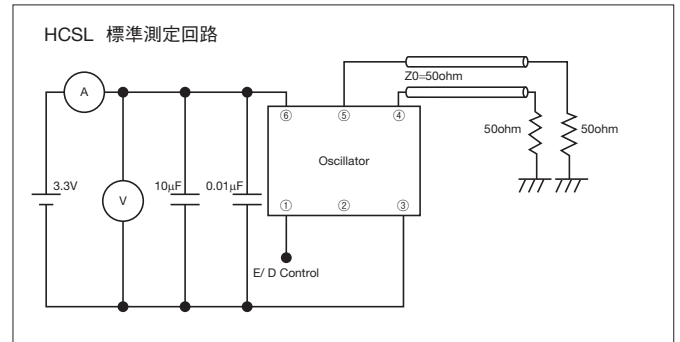 HCSL 標準測定回路
A
Z0=50ohm
⑥ ⑤ ④
50ohm 50ohm
Oscillator
3.3V V 10μF 0.01μF
① ② ③
E/ D Control